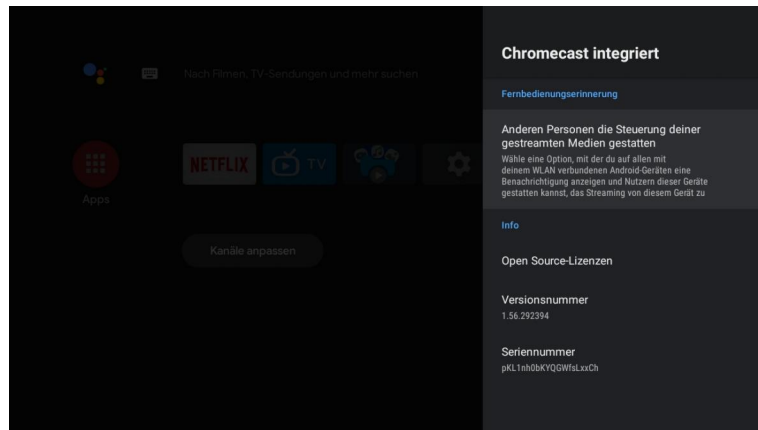 Chromecast integriert
Fernbedienungserinnerung
Nach Filmen, TV-Sendungen und mehr suchen
Anderen Personen die Steuerung deiner
gestreamten Medien gestatten
Wähle eine Option, mit der du auf allen mit
deinem WLAN verbundenen Android-Geräten eine
Benachrichtigung anzeigen und Nutzern dieser Geräte
gestatten kannst, das Streaming von diesem Gerät zu
NETFLIX
TV
Apps
Info
Kanäle anpassen
Open Source-Lizenzen
Versionsnummer
1.56.292394
Seriennummer
pKL1nh0bKYQGWfsLxxCh